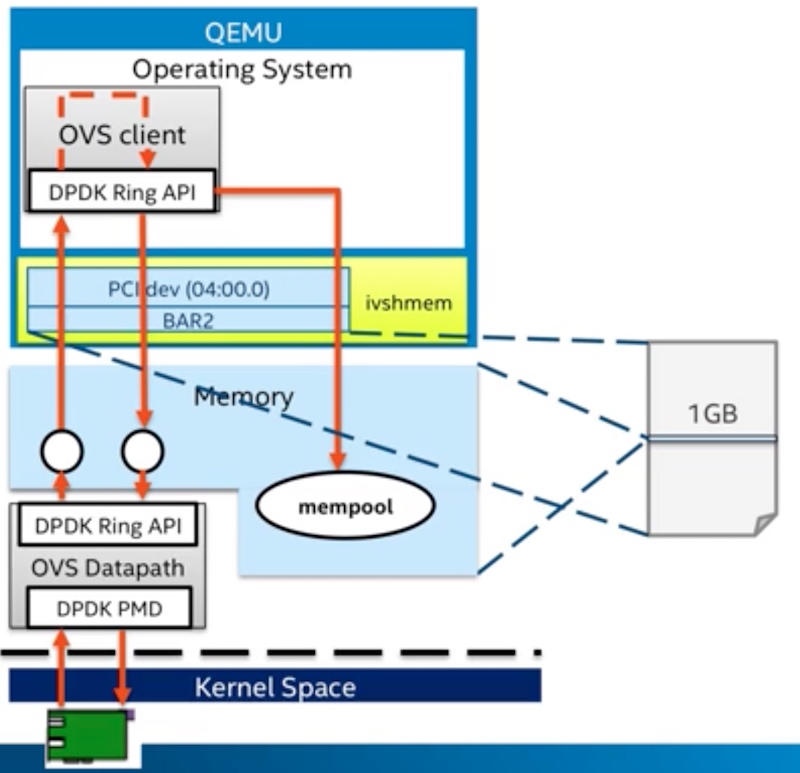 QEMU
Operating System
OVS client
DPDK Ring API
PCI dev (04:00.0)
ivshmem
BAR2
Memory
1GB
mempool
DPDK Ring API
OVS Datapath
DPDK PMD
Kernel Space